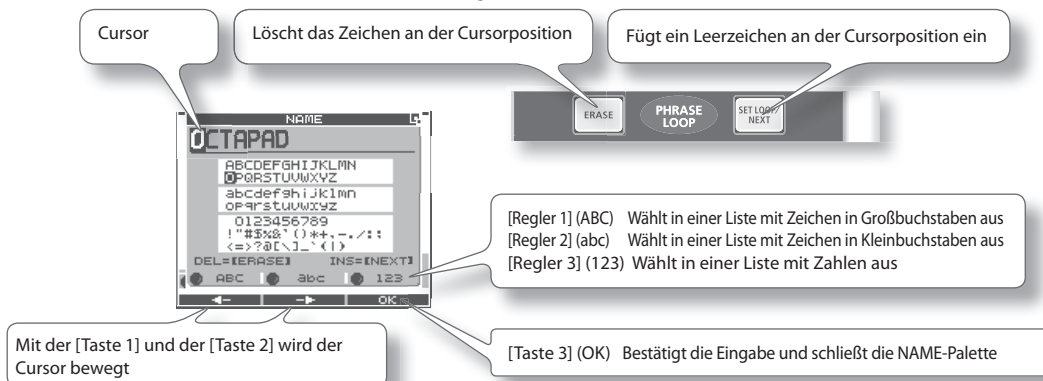 Cursor
Löscht das Zeichen an der Cursorposition
Fügt ein Leerzeichen an der Cursorposition ein
ERASE
PHRASE
LOOP
SET LOOP/
NEXT
NAME
OCTAPAD
ABCDEFGHIJKLMN
OPQRSTUVWXYZ
abcdefghijklmn
opqrstuvwxyz
0123456789
!"#$%&'()*+,-./:;
<=>?@[\]_`{|}
DEL=[ERASE] INS=[NEXT]
ABC abc 123
OK
[Regler 1] (ABC) Wählt in einer Liste mit Zeichen in Großbuchstaben aus
[Regler 2] (abc) Wählt in einer Liste mit Zeichen in Kleinbuchstaben aus
[Regler 3] (123) Wählt in einer Liste mit Zahlen aus
Mit der [Taste 1] und der [Taste 2] wird der
Cursor bewegt
[Taste 3] (OK) Bestätigt die Eingabe und schließt die NAME-Palette